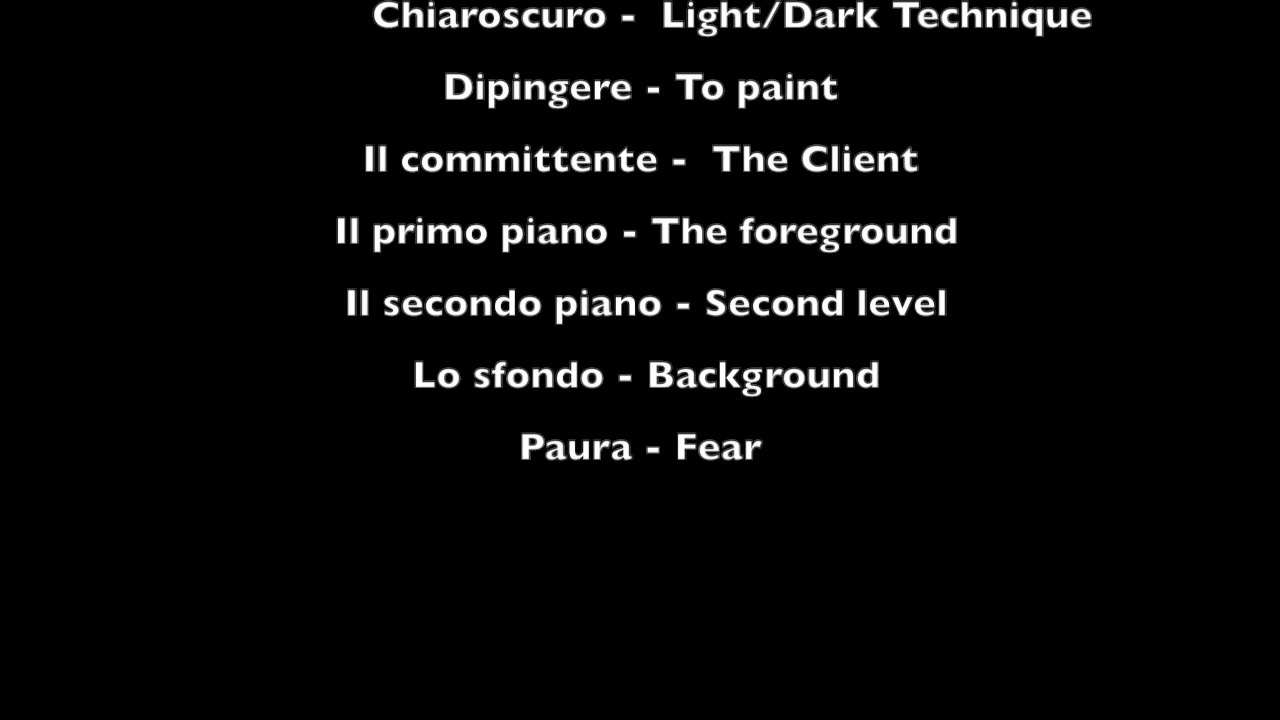 Chiaroscuro -  Light/Dark Technique
Dipingere - To paint
Il committente -  The Client
Il primo piano - The foreground
Il secondo piano - Second level
Lo sfondo - Background
Paura - Fear